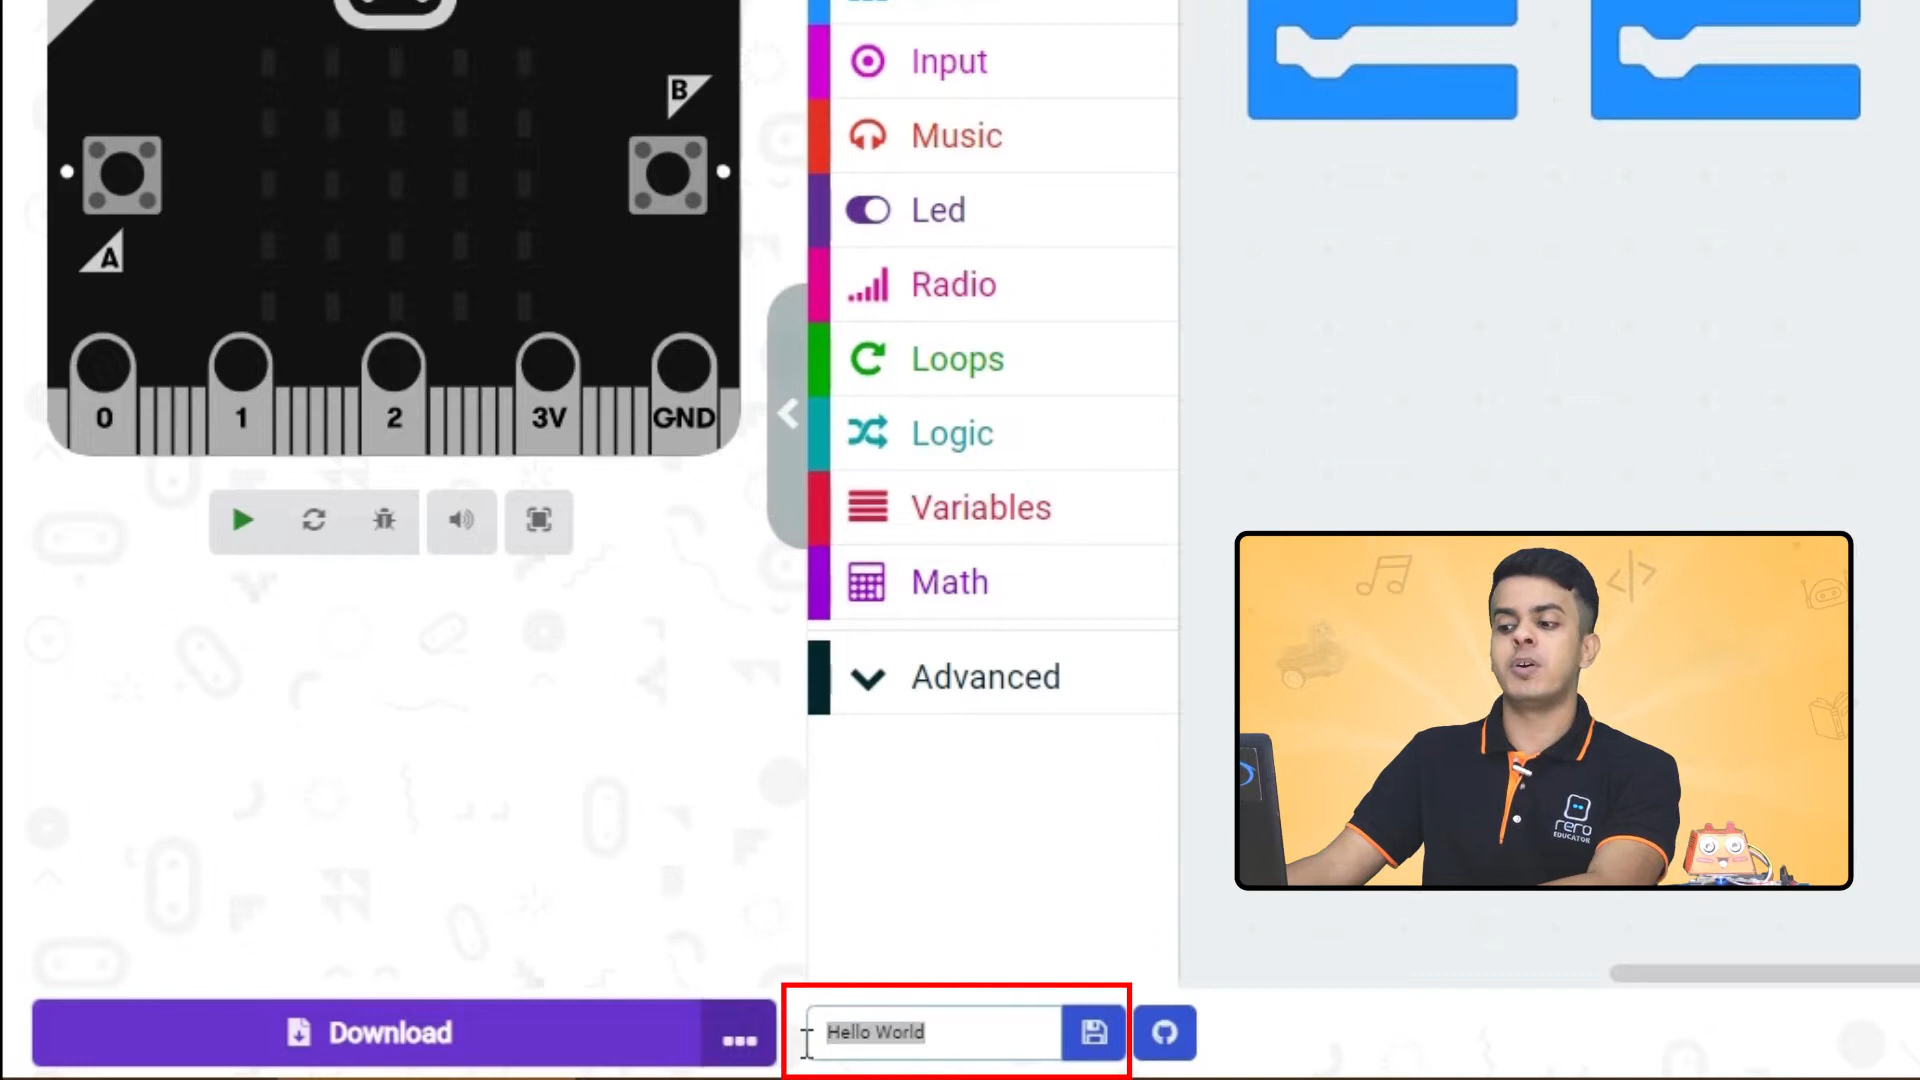 Input
B
Music
Led
A
Radio
Loops
0 1 2 3V GND
Logic
Variables
Math
Advanced
rero
EDUCATOR
Download
...
Hello World